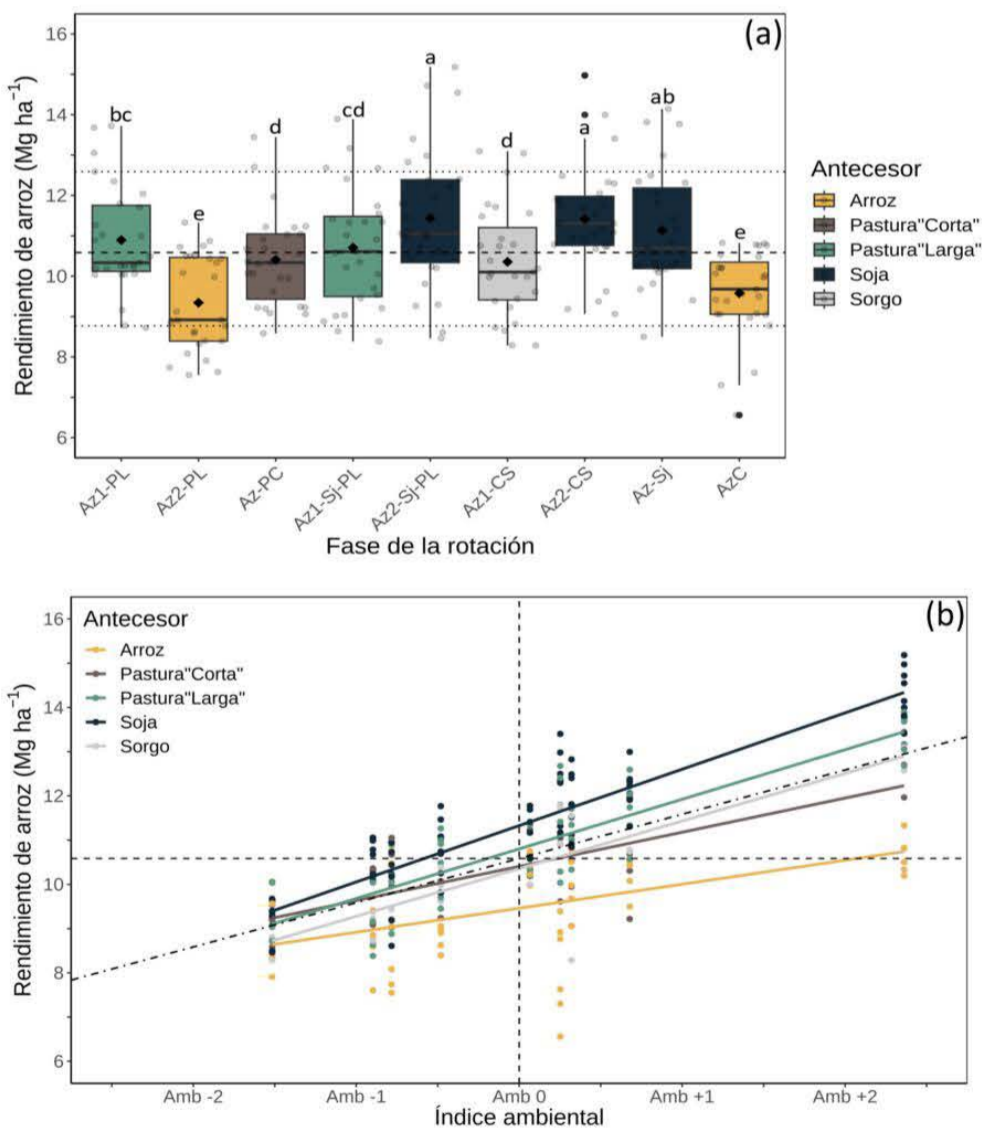 (a)
Rendimiento de arroz (Mg ha⁻¹)
16
14
12
10
8
6
bc
e
d
cd
a
d
a
ab
e
Az1-PL
Az2-PL
Az-PC
Az1-Sj-PL
Az2-Sj-PL
Az1-CS
Az2-CS
Az-Sj
AzC
Fase de la rotación
Antecesor
Arroz
Pastura"Corta"
Pastura"Larga"
Soja
Sorgo
(b)
Rendimiento de arroz (Mg ha⁻¹)
16
14
12
10
8
6
Antecesor
Arroz
Pastura"Corta"
Pastura"Larga"
Soja
Sorgo
Amb -2
Amb -1
Amb 0
Amb +1
Amb +2
Índice ambiental